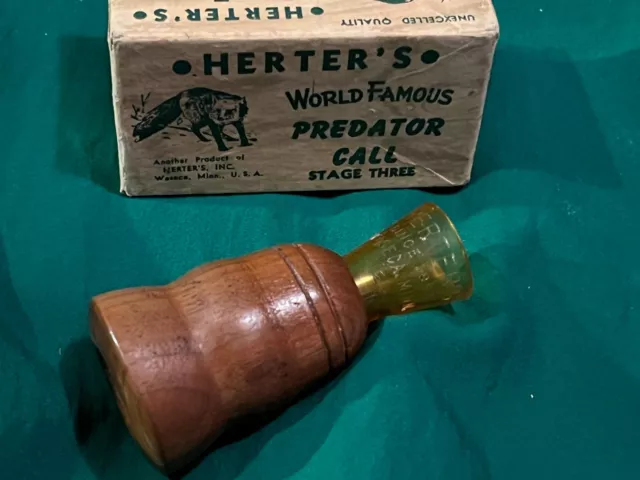 UNEXCELLED QUALITY
• HERTER'S •
• HERTER'S •
WORLD FAMOUS
PREDATOR
CALL
STAGE THREE
Another Product of
HERTER'S, INC.
Waseca, Minn., U.S.A.